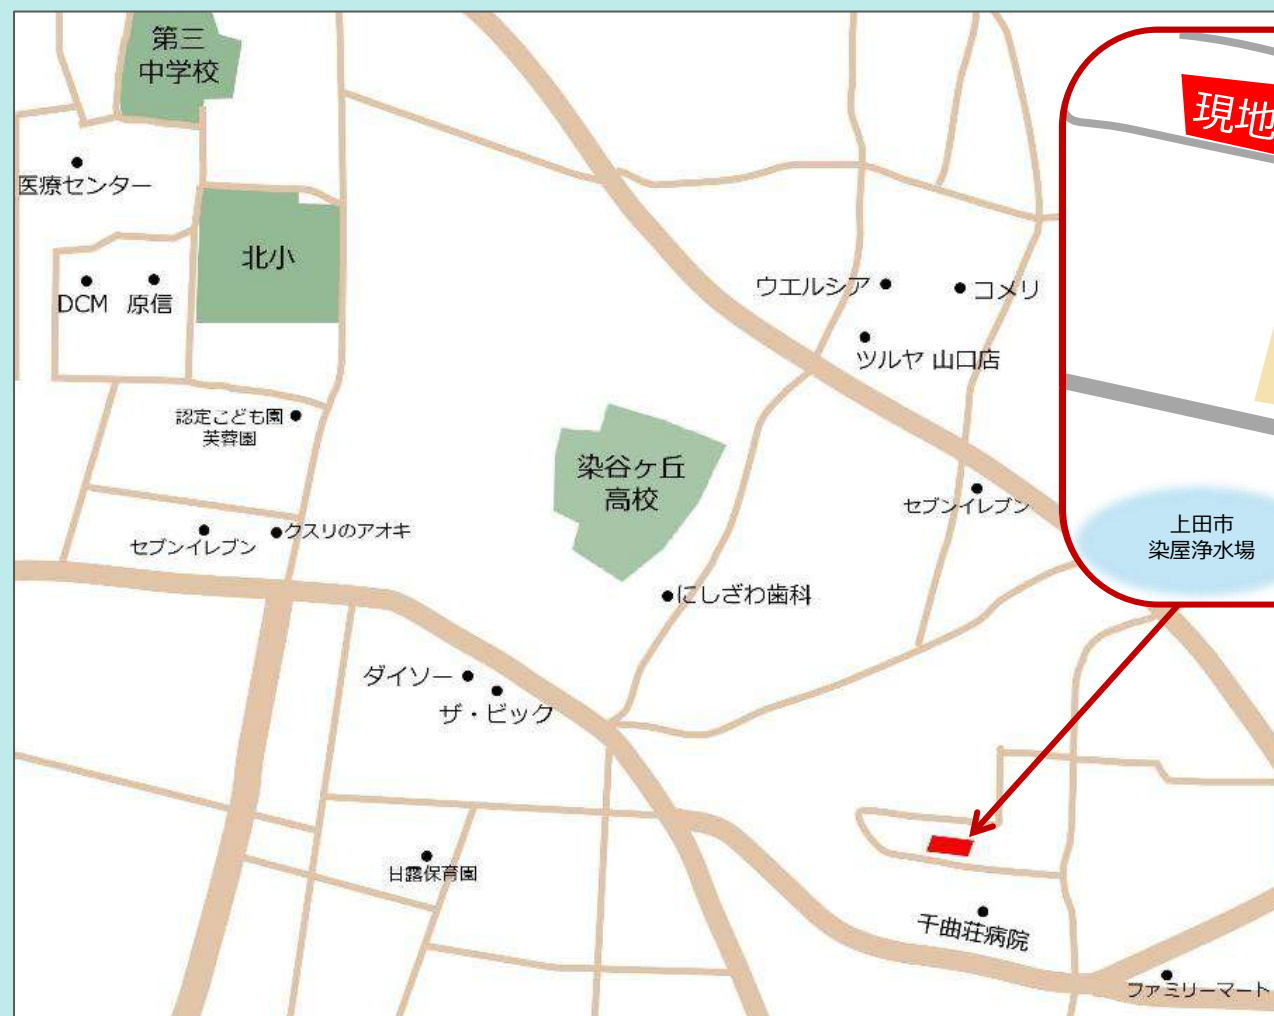 第三
中学校
現地
医療センター
北小
DCM
原信
ウエルシア
コメリ
ツルヤ 山口店
認定こども園
芙蓉園
染谷ヶ丘
高校
セブンイレブン
上田市
染屋浄水場
セブンイレブン
クスリのアオキ
にしざわ歯科
ダイソー
ザ・ビック
甘露保育園
千曲荘病院
ファミリーマート